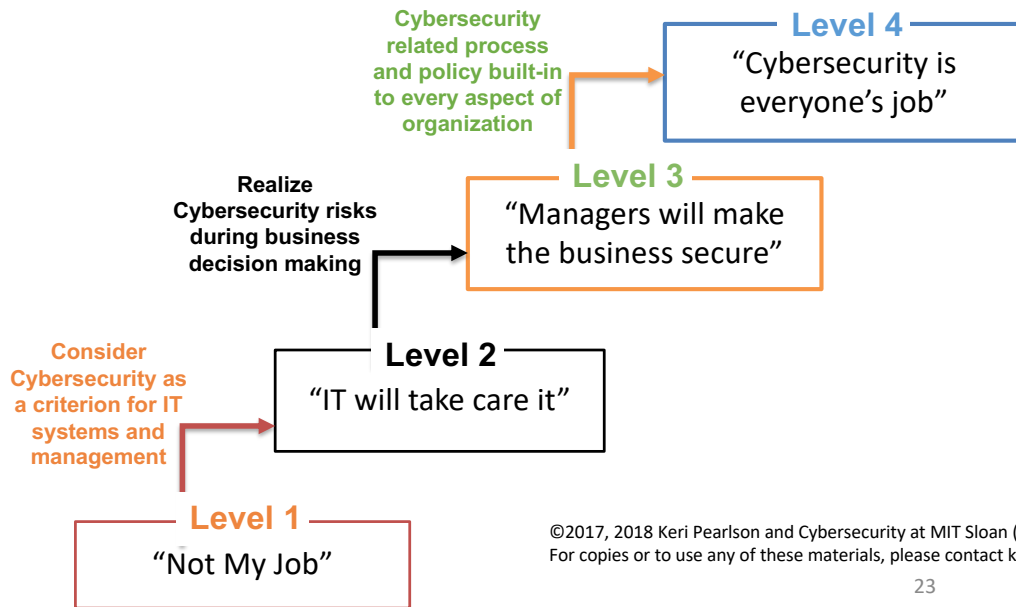 Cybersecurity
related process
and policy built-in
to every aspect of
organization
Level 4
“Cybersecurity is
everyone’s job”
Realize
Cybersecurity risks
during business
decision making
Level 3
“Managers will make
the business secure”
Consider
Cybersecurity as
a criterion for IT
systems and
management
Level 2
“IT will take care it”
Level 1
“Not My Job”
©2017, 2018 Keri Pearlson and Cybersecurity at MIT Sloan (
For copies or to use any of these materials, please contact k
23